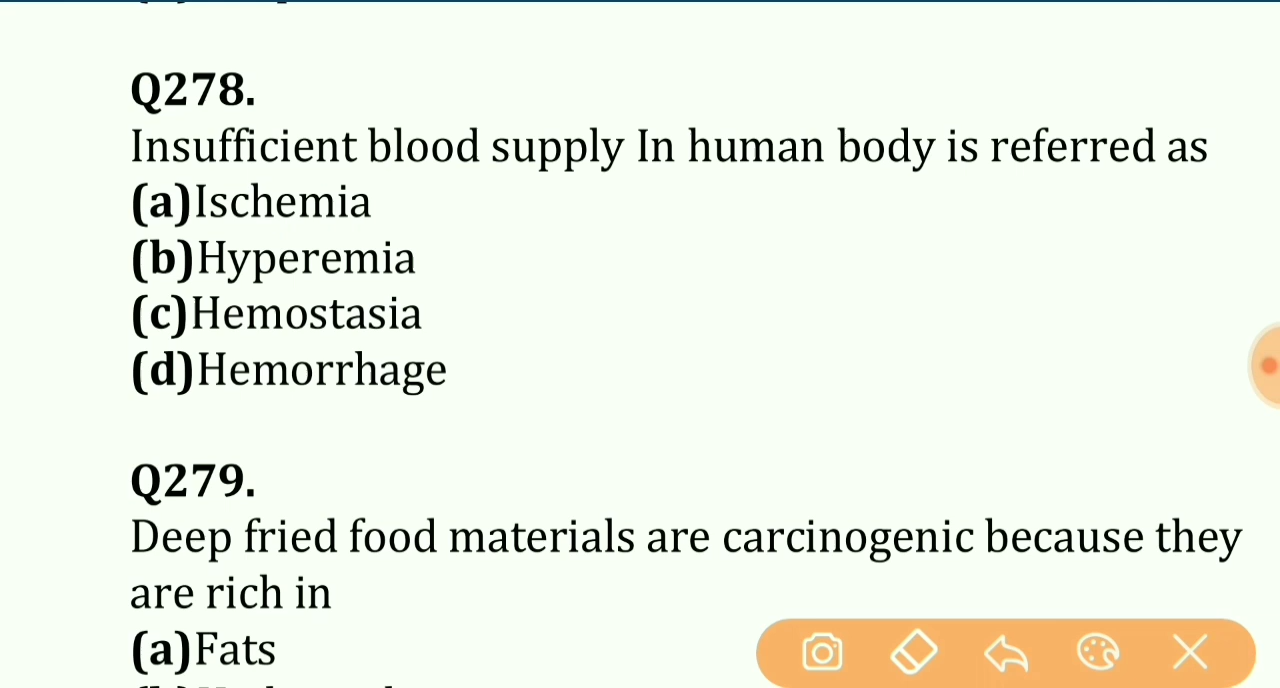 Q278.
Insufficient blood supply In human body is referred as
(a)Ischemia
(b)Hyperemia
(c)Hemostasia
(d)Hemorrhage
Q279.
Deep fried food materials are carcinogenic because they
are rich in
(a)Fats